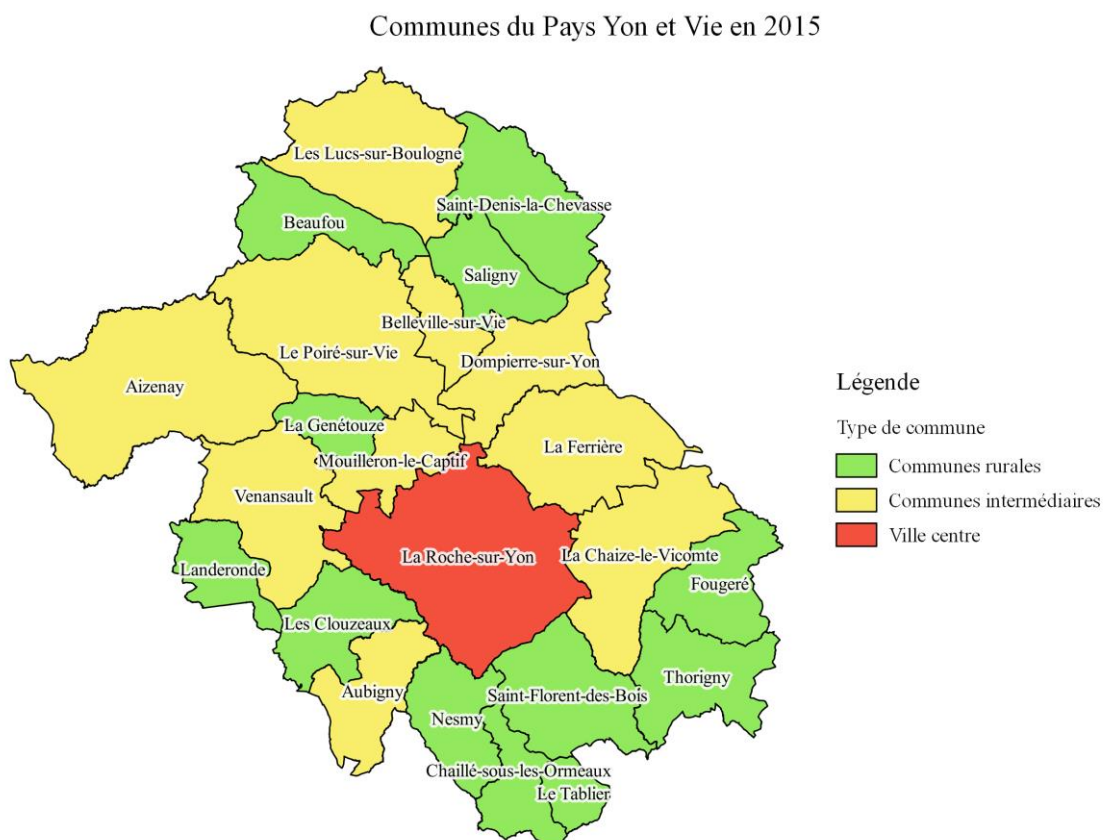 Communes du Pays Yon et Vie en 2015
Les Lucs-sur-Boulogne
Saint-Denis-la-Chevasse
Beaufou
Saligny
Belleville-sur-Vie
Le Poiré-sur-Vie
Dompierre-sur-Yon
Aizenay
La Genétouze
La Ferrière
Mouilleron-le-Captif
Venansault
La Roche-sur-Yon
La Chaize-le-Vicomte
Landeronde
Fougeré
Les Clouzeaux
Thorigny
Aubigny
Saint-Florent-des-Bois
Nesmy
Chaillé-sous-les-Ormeaux
Le Tablier
Légende
Type de commune
Communes rurales
Communes intermédiaires
Ville centre